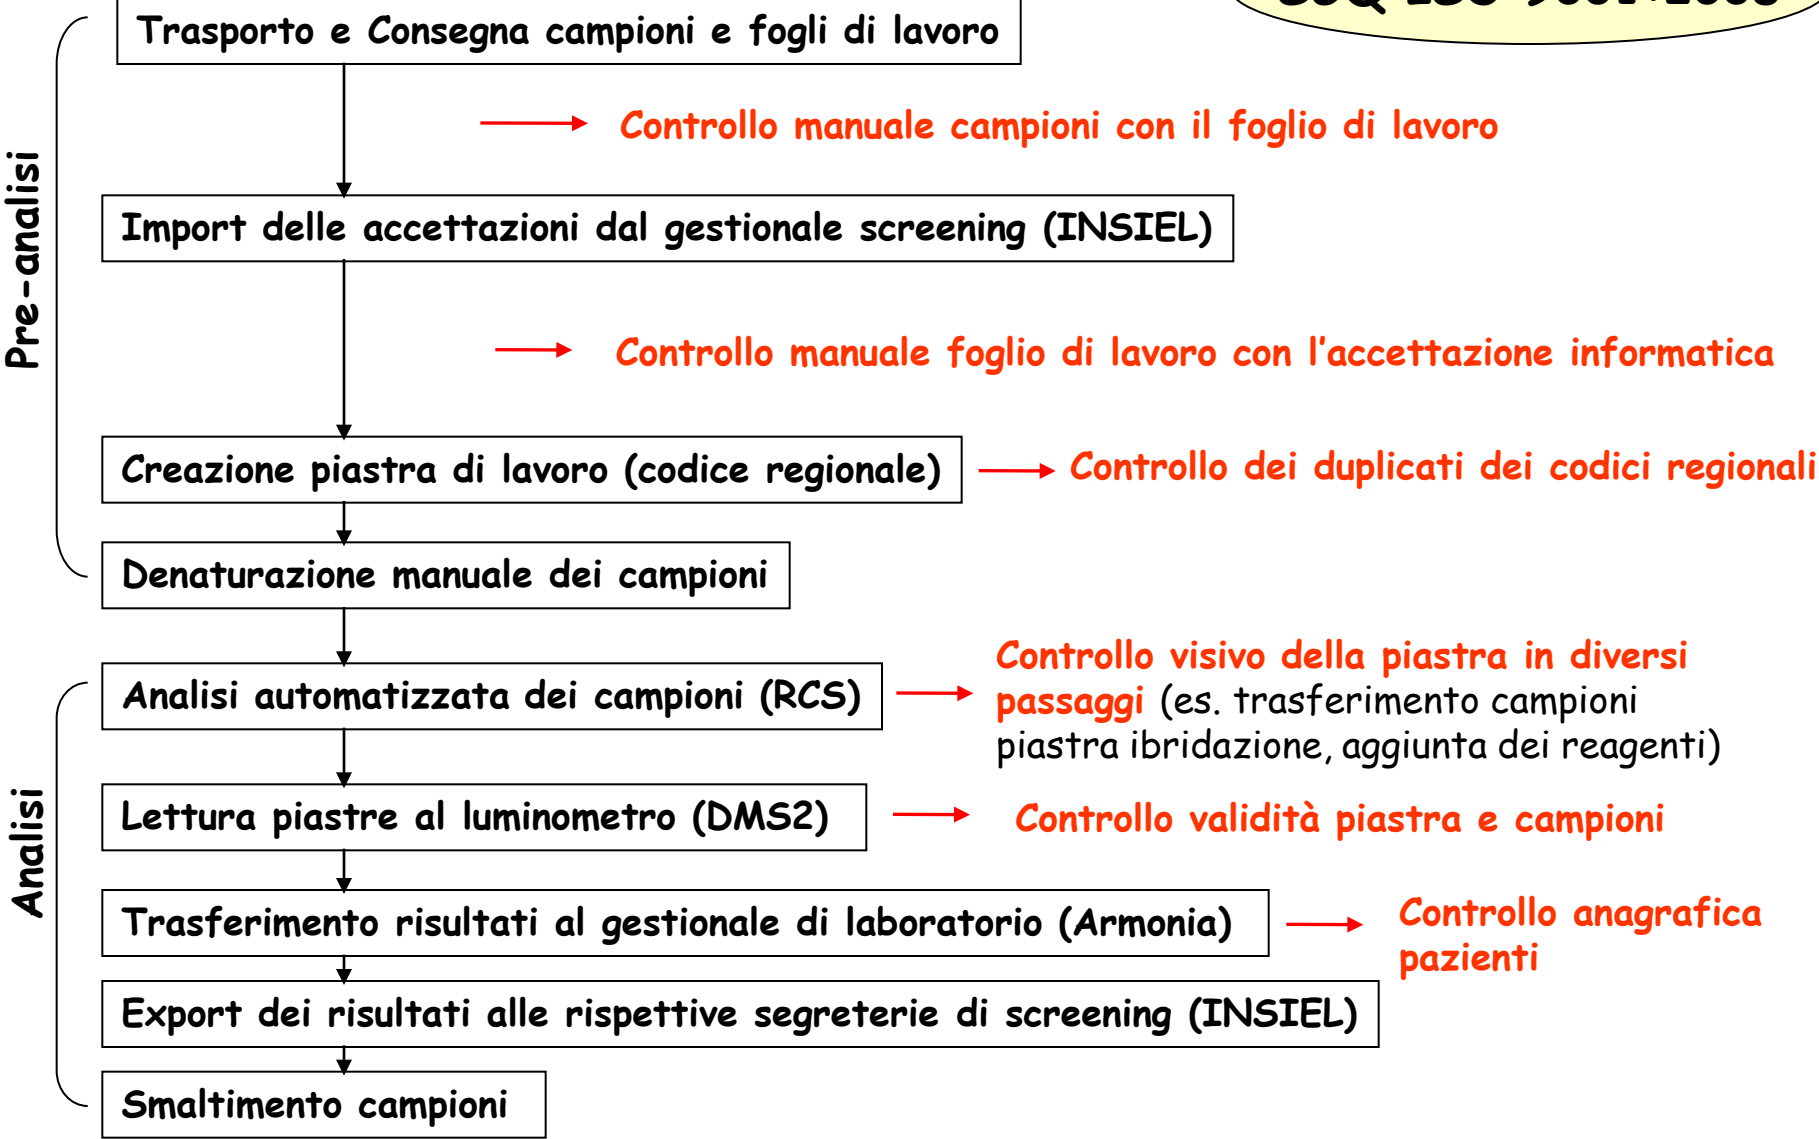 Trasporto e Consegna campioni e fogli di lavoro
Controllo manuale campioni con il foglio di lavoro
Import delle accettazioni dal gestionale screening (INSIEL)
Controllo manuale foglio di lavoro con l'accettazione informatica
Creazione piastra di lavoro (codice regionale)
Controllo dei duplicati dei codici regionali
Denaturazione manuale dei campioni
Pre-analisi
Analisi automatizzata dei campioni (RCS)
Controllo visivo della piastra in diversi
passaggi (es. trasferimento campioni
piastra ibridazione, aggiunta dei reagenti)
Lettura piastre al luminometro (DMS2)
Controllo validità piastra e campioni
Trasferimento risultati al gestionale di laboratorio (Armonia)
Controllo anagrafica
pazienti
Export dei risultati alle rispettive segreterie di screening (INSIEL)
Smaltimento campioni
Analisi